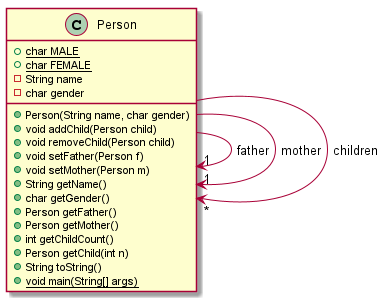 C Person
char MALE
char FEMALE
String name
char gender
Person(String name, char gender)
void addChild(Person child)
void removeChild(Person child)
void setFather(Person f)
void setMother(Person m)
String getName()
char getGender()
Person getFather()
Person getMother()
int getChildCount()
Person getChild(int n)
String toString()
void main(String[] args)
1 father
1 mother
* children